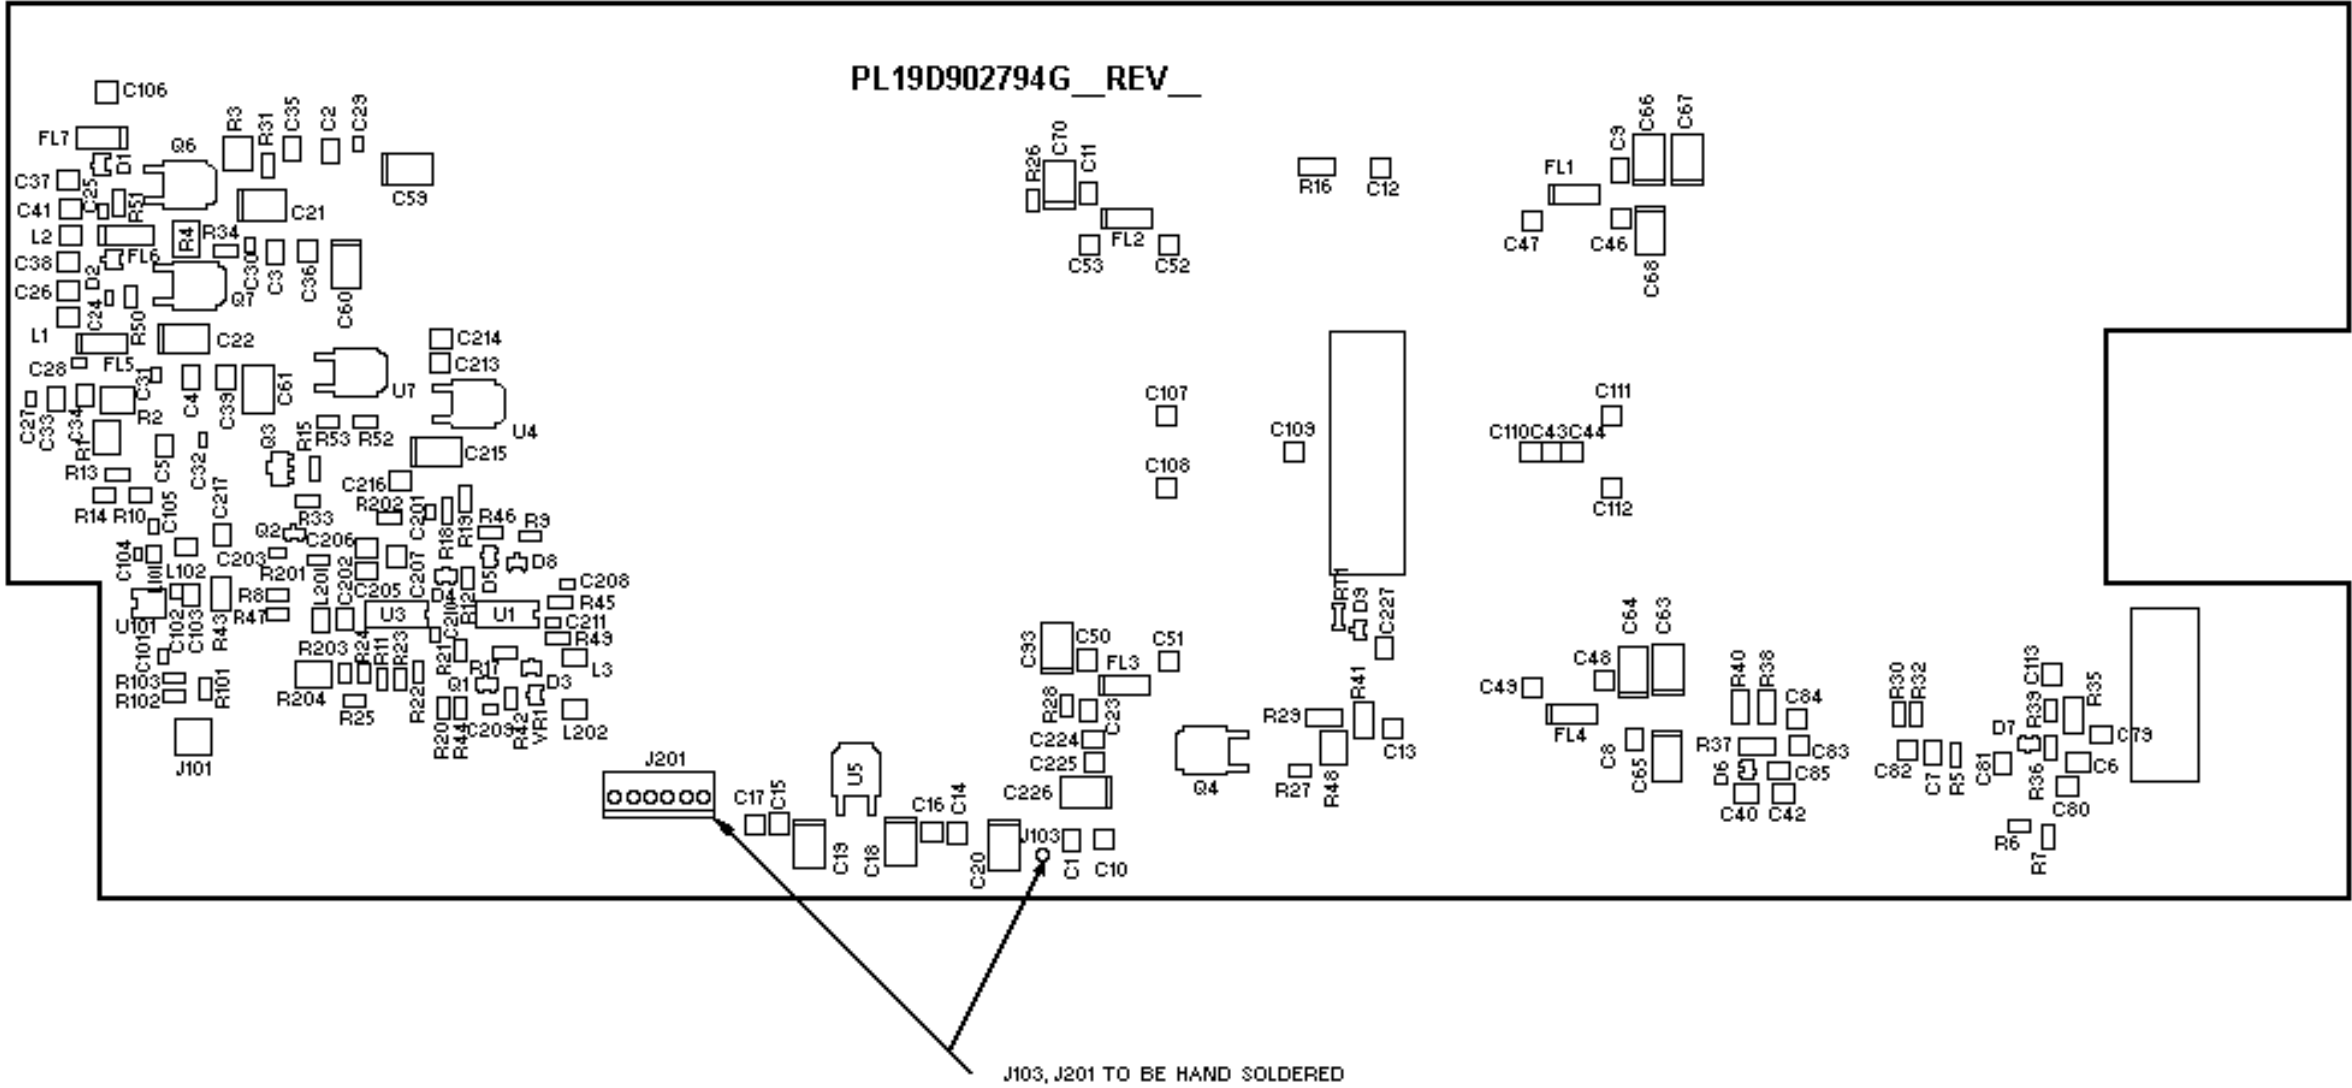 PL19D902794G__REV__
C106
FL7
D1
Q6
R3
R31
C35
C2
C29
C59
C37
C25
C41
R51
C21
L2
R4
R34
C38
D2
FL6
C30
C3
C36
C60
C26
C24
Q7
L1
R50
C22
C28
FL5
C31
C27
C33
C34
R2
C4
C39
C61
R1
C5
C32
R13
R14
R10
C105
C217
Q3
R15
R53
R52
U7
C214
C213
U4
C215
C216
R202
C201
R18
R19
R46
R9
R33
Q2
C206
C203
R201
L201
C202
C205
C207
D5
D8
D4
R12
C208
R45
C211
R49
C104
L101
L102
U101
C102
C103
R43
R8
R47
U3
U1
C204
C101
R103
R102
R101
J101
R203
R204
R24
R11
R23
R25
R22
R21
R17
Q1
D3
L3
R20
R44
C209
R42
VR1
L202
J201
C17
C15
U5
C19
C18
C16
C14
C20
J103
C1
C10
R26
C70
C11
FL2
C53
C52
R16
C12
FL1
C9
C66
C67
C47
C46
C68
C107
C108
C109
C110 C43 C44
C111
C112
RT1
D9
C227
C93
C50
C51
FL3
R28
C23
C224
C225
C226
Q4
R29
R41
R27
R48
C13
C64
C63
C48
C49
FL4
C8
C65
R40
R38
C84
R37
C83
D6
C85
C40
C42
R30
R32
C82
C7
R5
C81
C113
R35
R39
D7
C79
R36
C6
C80
R6
R7
J103, J201 TO BE HAND SOLDERED